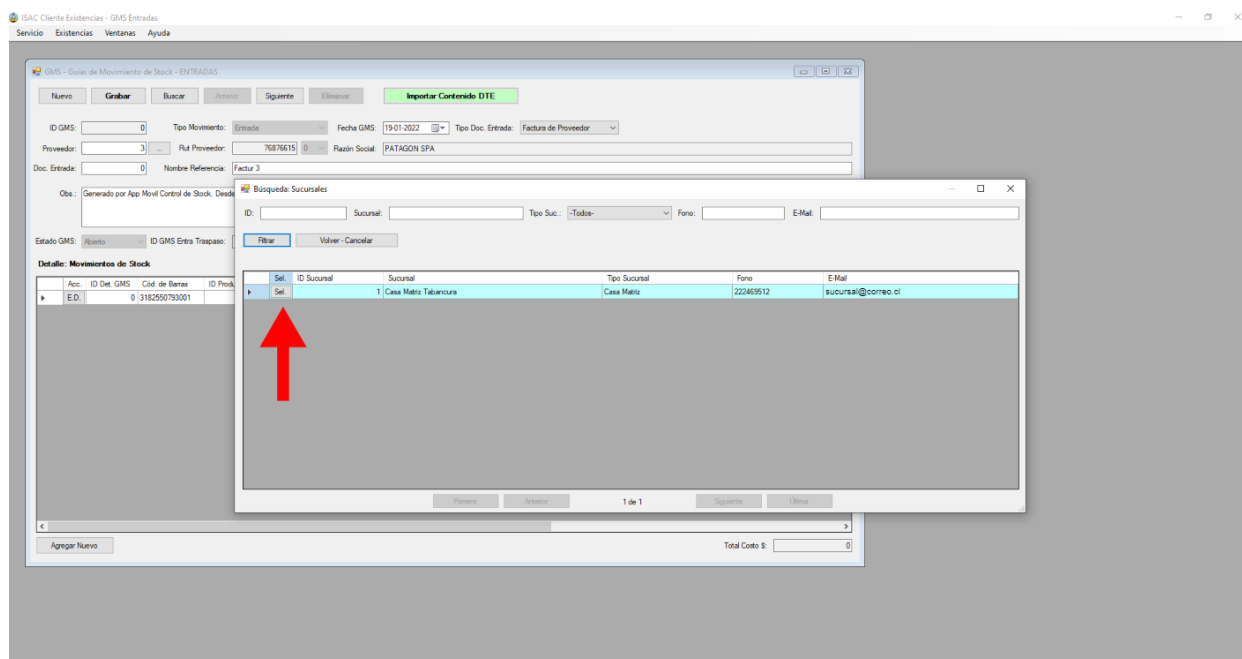 ISAC Cliente Existencias - GMS Entradas
Servicio Existencias Ventanas Ayuda
GMS - Guías de Movimiento de Stock - ENTRADAS
Nuevo Grabar Buscar Anterior Siguiente Eliminar Importar Contenido DTE
ID GMS: 0 Tipo Movimiento: Entrada Fecha GMS: 19-01-2022 Tipo Doc. Entrada: Factura de Proveedor
Proveedor: 3 ... Rut Proveedor: 76876615 0 Razón Social: PATAGON SPA
Doc. Entrada: 0 Nombre Referencia: Factur 3
Obs.: Generado por App Movil Control de Stock. Desde
Estado GMS: Abierto ID GMS Entra Traspaso:
Detalle: Movimientos de Stock
Acc. ID Det. GMS Cód. de Barras ID Produ
E.D. 0 3182550793001
Búsqueda: Sucursales
ID: Sucursal: Tipo Suc.: -Todos- Fono: E-Mail:
Filtrar Volver - Cancelar
Sel. ID Sucursal Sucursal Tipo Sucursal Fono E-Mail
Sel. 1 Casa Matriz Tabancura Casa Matriz 222469512 sucursal@correo.cl
Primero Anterior 1 de 1 Siguiente Último
Agregar Nuevo Total Costo $: 0